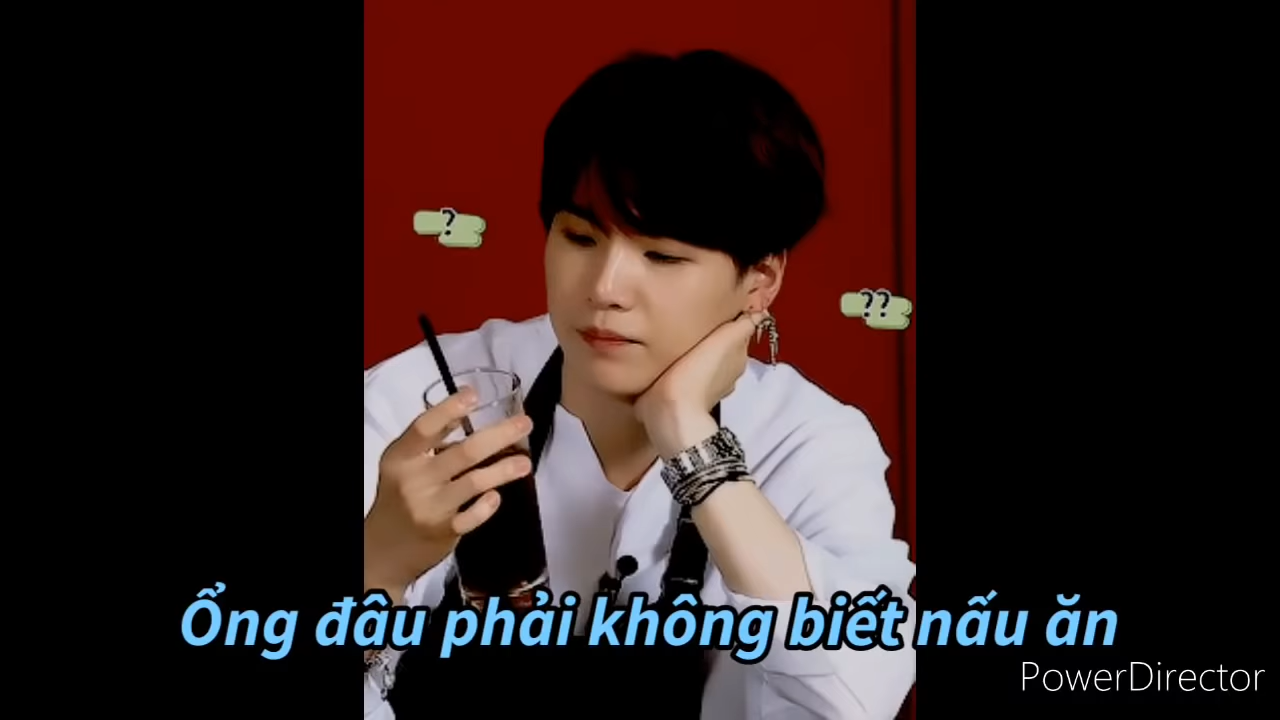 ?
??
Ổng đâu phải không biết nấu ăn
PowerDirector